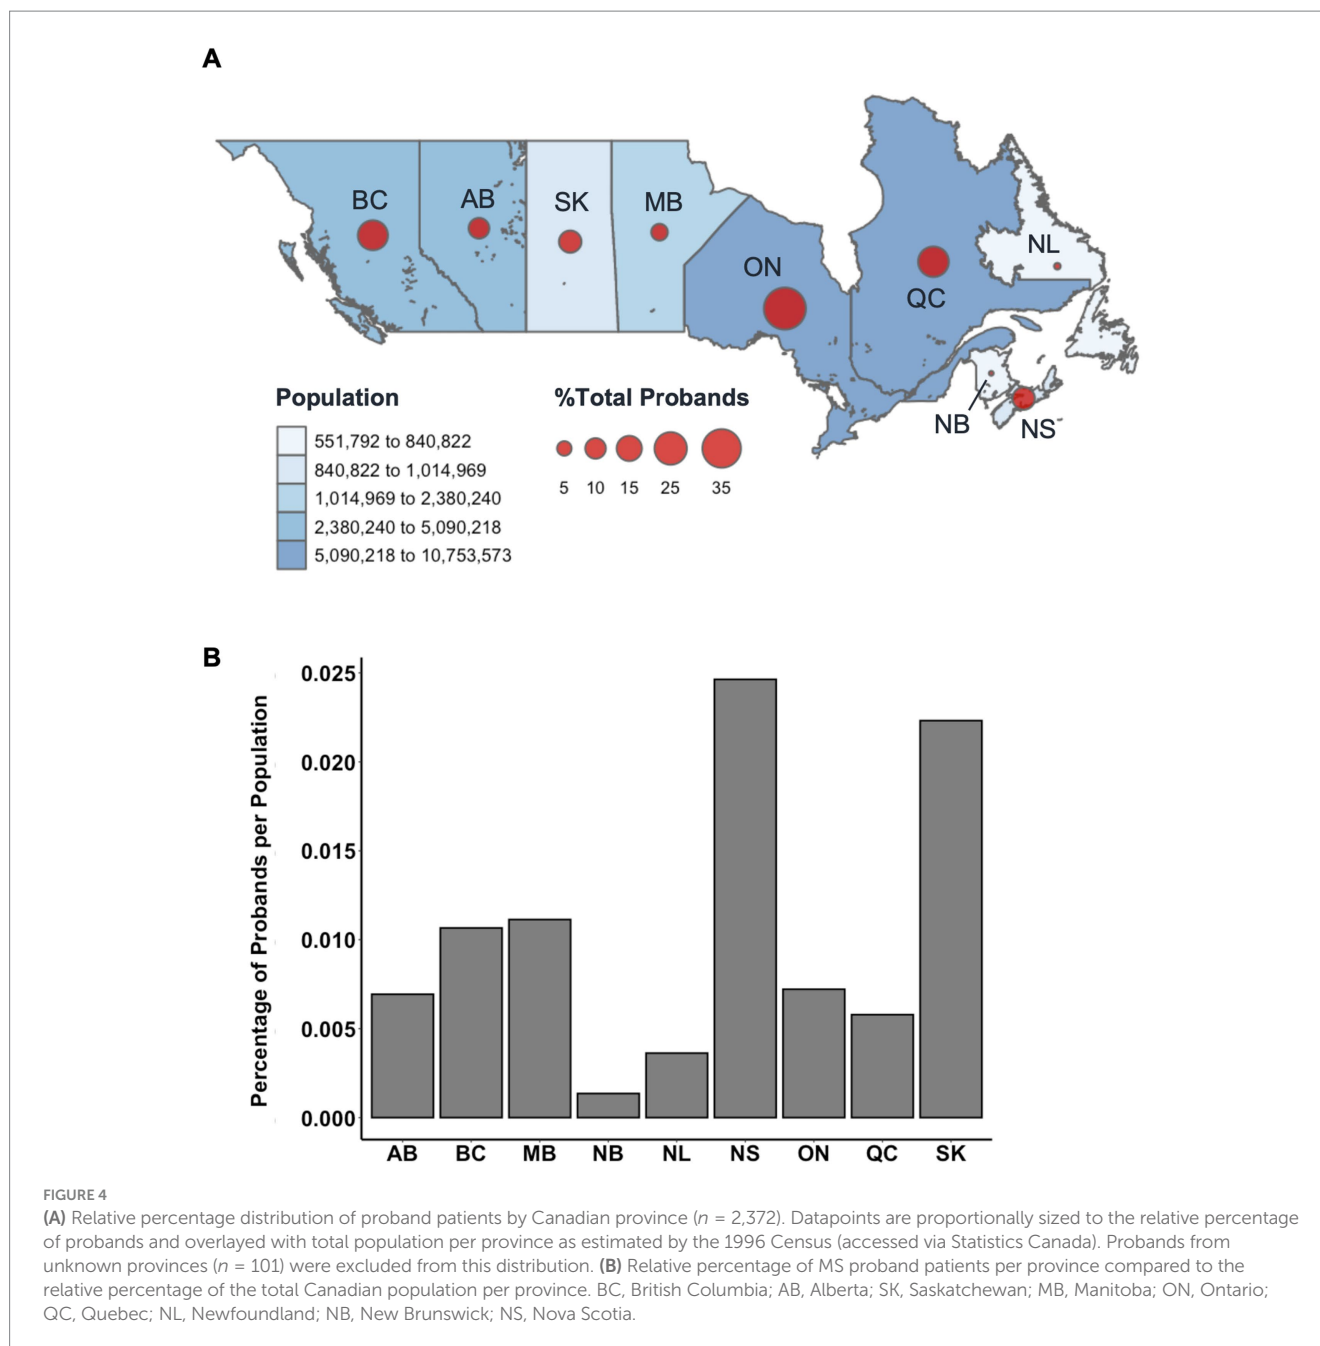 A
BC
AB
SK
MB
ON
QC
NL
NB
NS
Population
551,792 to 840,822
840,822 to 1,014,969
1,014,969 to 2,380,240
2,380,240 to 5,090,218
5,090,218 to 10,753,573
%Total Probands
5 10 15 25 35
B
Percentage of Probands per Population
0.025
0.020
0.015
0.010
0.005
0.000
AB BC MB NB NL NS ON QC SK
FIGURE 4
(A) Relative percentage distribution of proband patients by Canadian province (n = 2,372). Datapoints are proportionally sized to the relative percentage
of probands and overlayed with total population per province as estimated by the 1996 Census (accessed via Statistics Canada). Probands from
unknown provinces (n = 101) were excluded from this distribution. (B) Relative percentage of MS proband patients per province compared to the
relative percentage of the total Canadian population per province. BC, British Columbia; AB, Alberta; SK, Saskatchewan; MB, Manitoba; ON, Ontario;
QC, Quebec; NL, Newfoundland; NB, New Brunswick; NS, Nova Scotia.